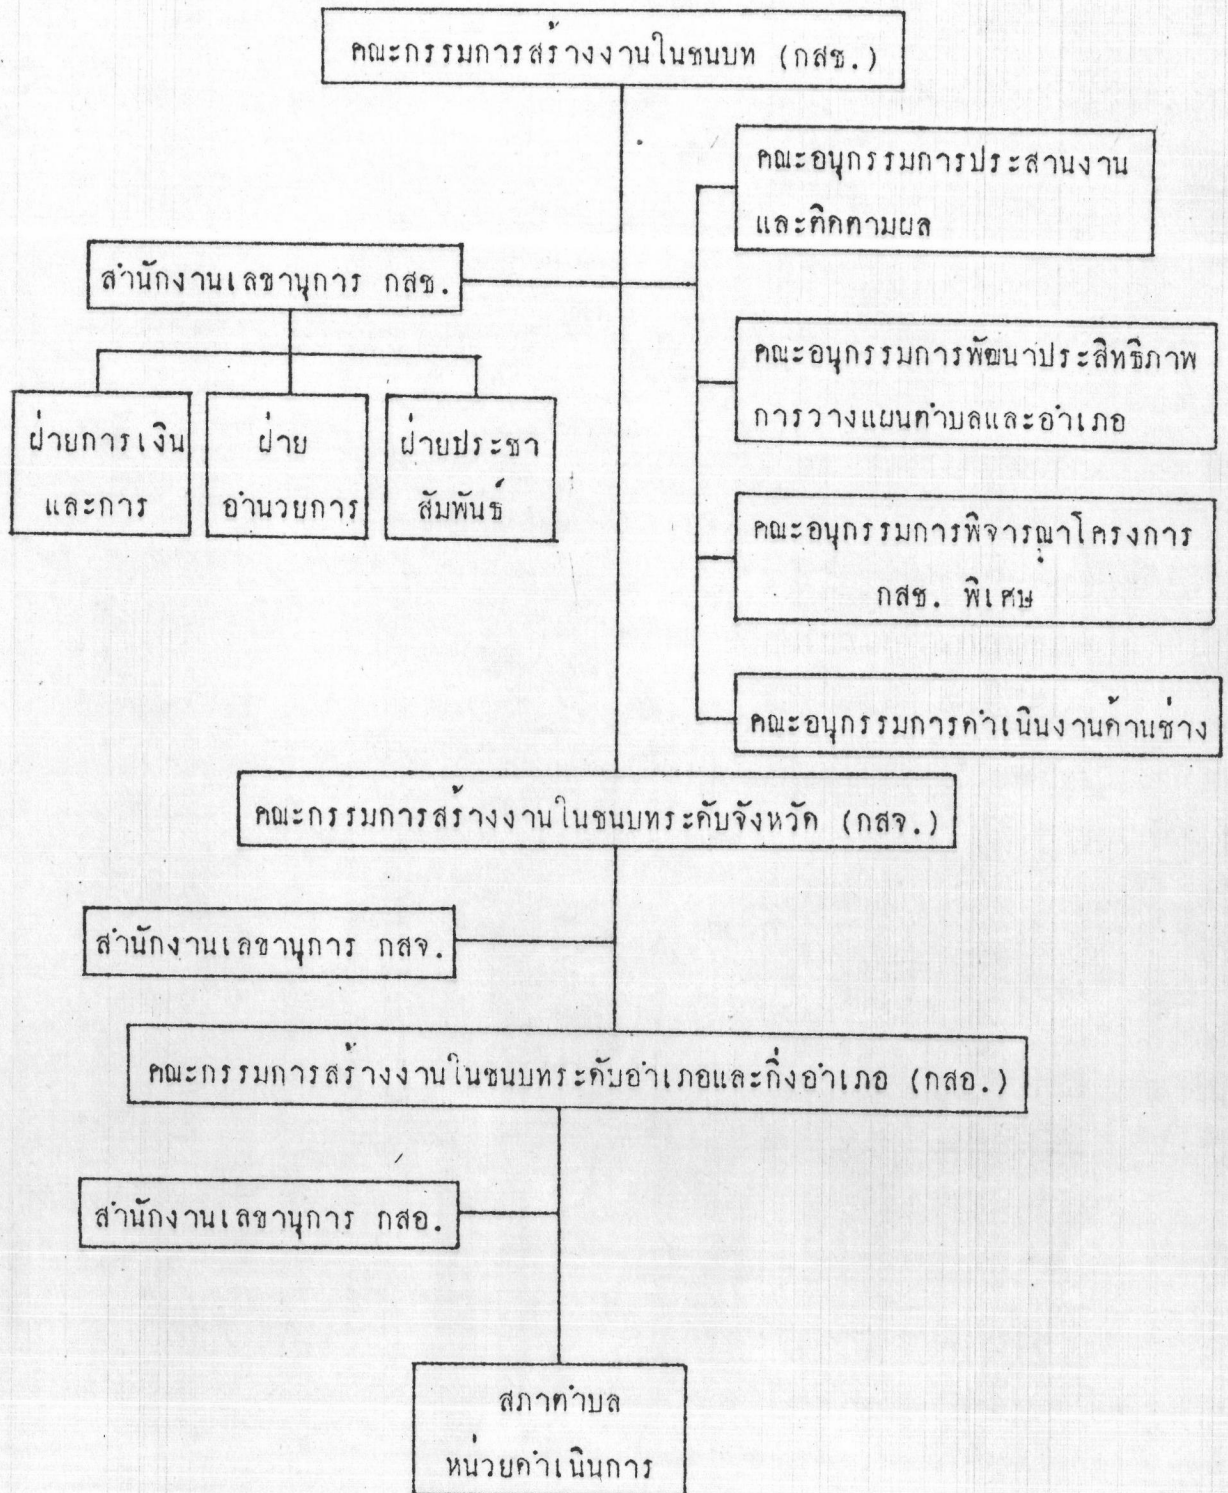 คณะกรรมการสร้างงานในชนบท (กสช.)
คณะอนุกรรมการประสานงาน
และติดตามผล
สำนักงานเลขานุการ กสช.
คณะอนุกรรมการพัฒนาประสิทธิภาพ
การวางแผนตำบลและอำเภอ
ฝ่ายการเงิน
และการ
ฝ่าย
อำนวยการ
ฝ่ายประชา
สัมพันธ์
คณะอนุกรรมการพิจารณาโครงการ
กสช. พิเศษ
คณะอนุกรรมการดำเนินงานด้านช่าง
คณะกรรมการสร้างงานในชนบทระดับจังหวัด (กสจ.)
สำนักงานเลขานุการ กสจ.
คณะกรรมการสร้างงานในชนบทระดับอำเภอและกิ่งอำเภอ (กสอ.)
สำนักงานเลขานุการ กสอ.
สภาตำบล
หน่วยดำเนินการ